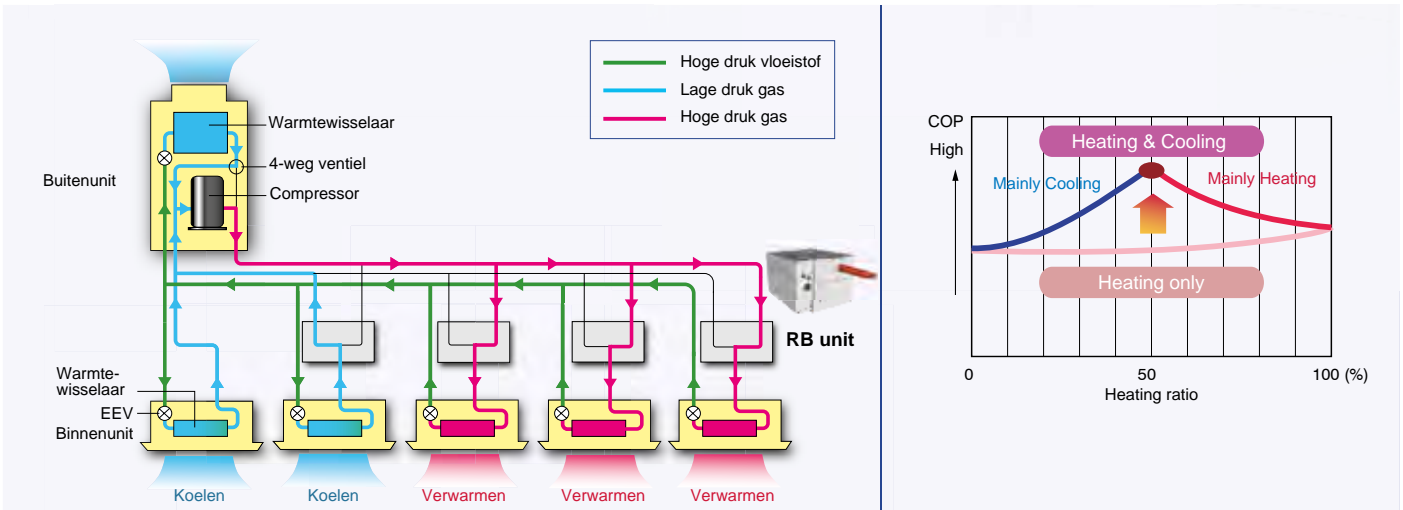 Hoge druk vloeistof
Lage druk gas
Hoge druk gas
Warmtewisselaar
4-weg ventiel
Buitenunit
Compressor
RB unit
Warmte-
wisselaar
EEV
Binnenunit
Koelen
Koelen
Verwarmen
Verwarmen
Verwarmen
COP
High
Heating & Cooling
Mainly Cooling
Mainly Heating
Heating only
0
50
100 (%)
Heating ratio